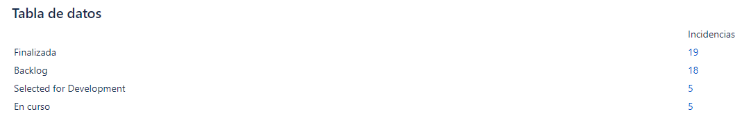 Tabla de datos
Incidencias
Finalizada 19
Backlog 18
Selected for Development 5
En curso 5